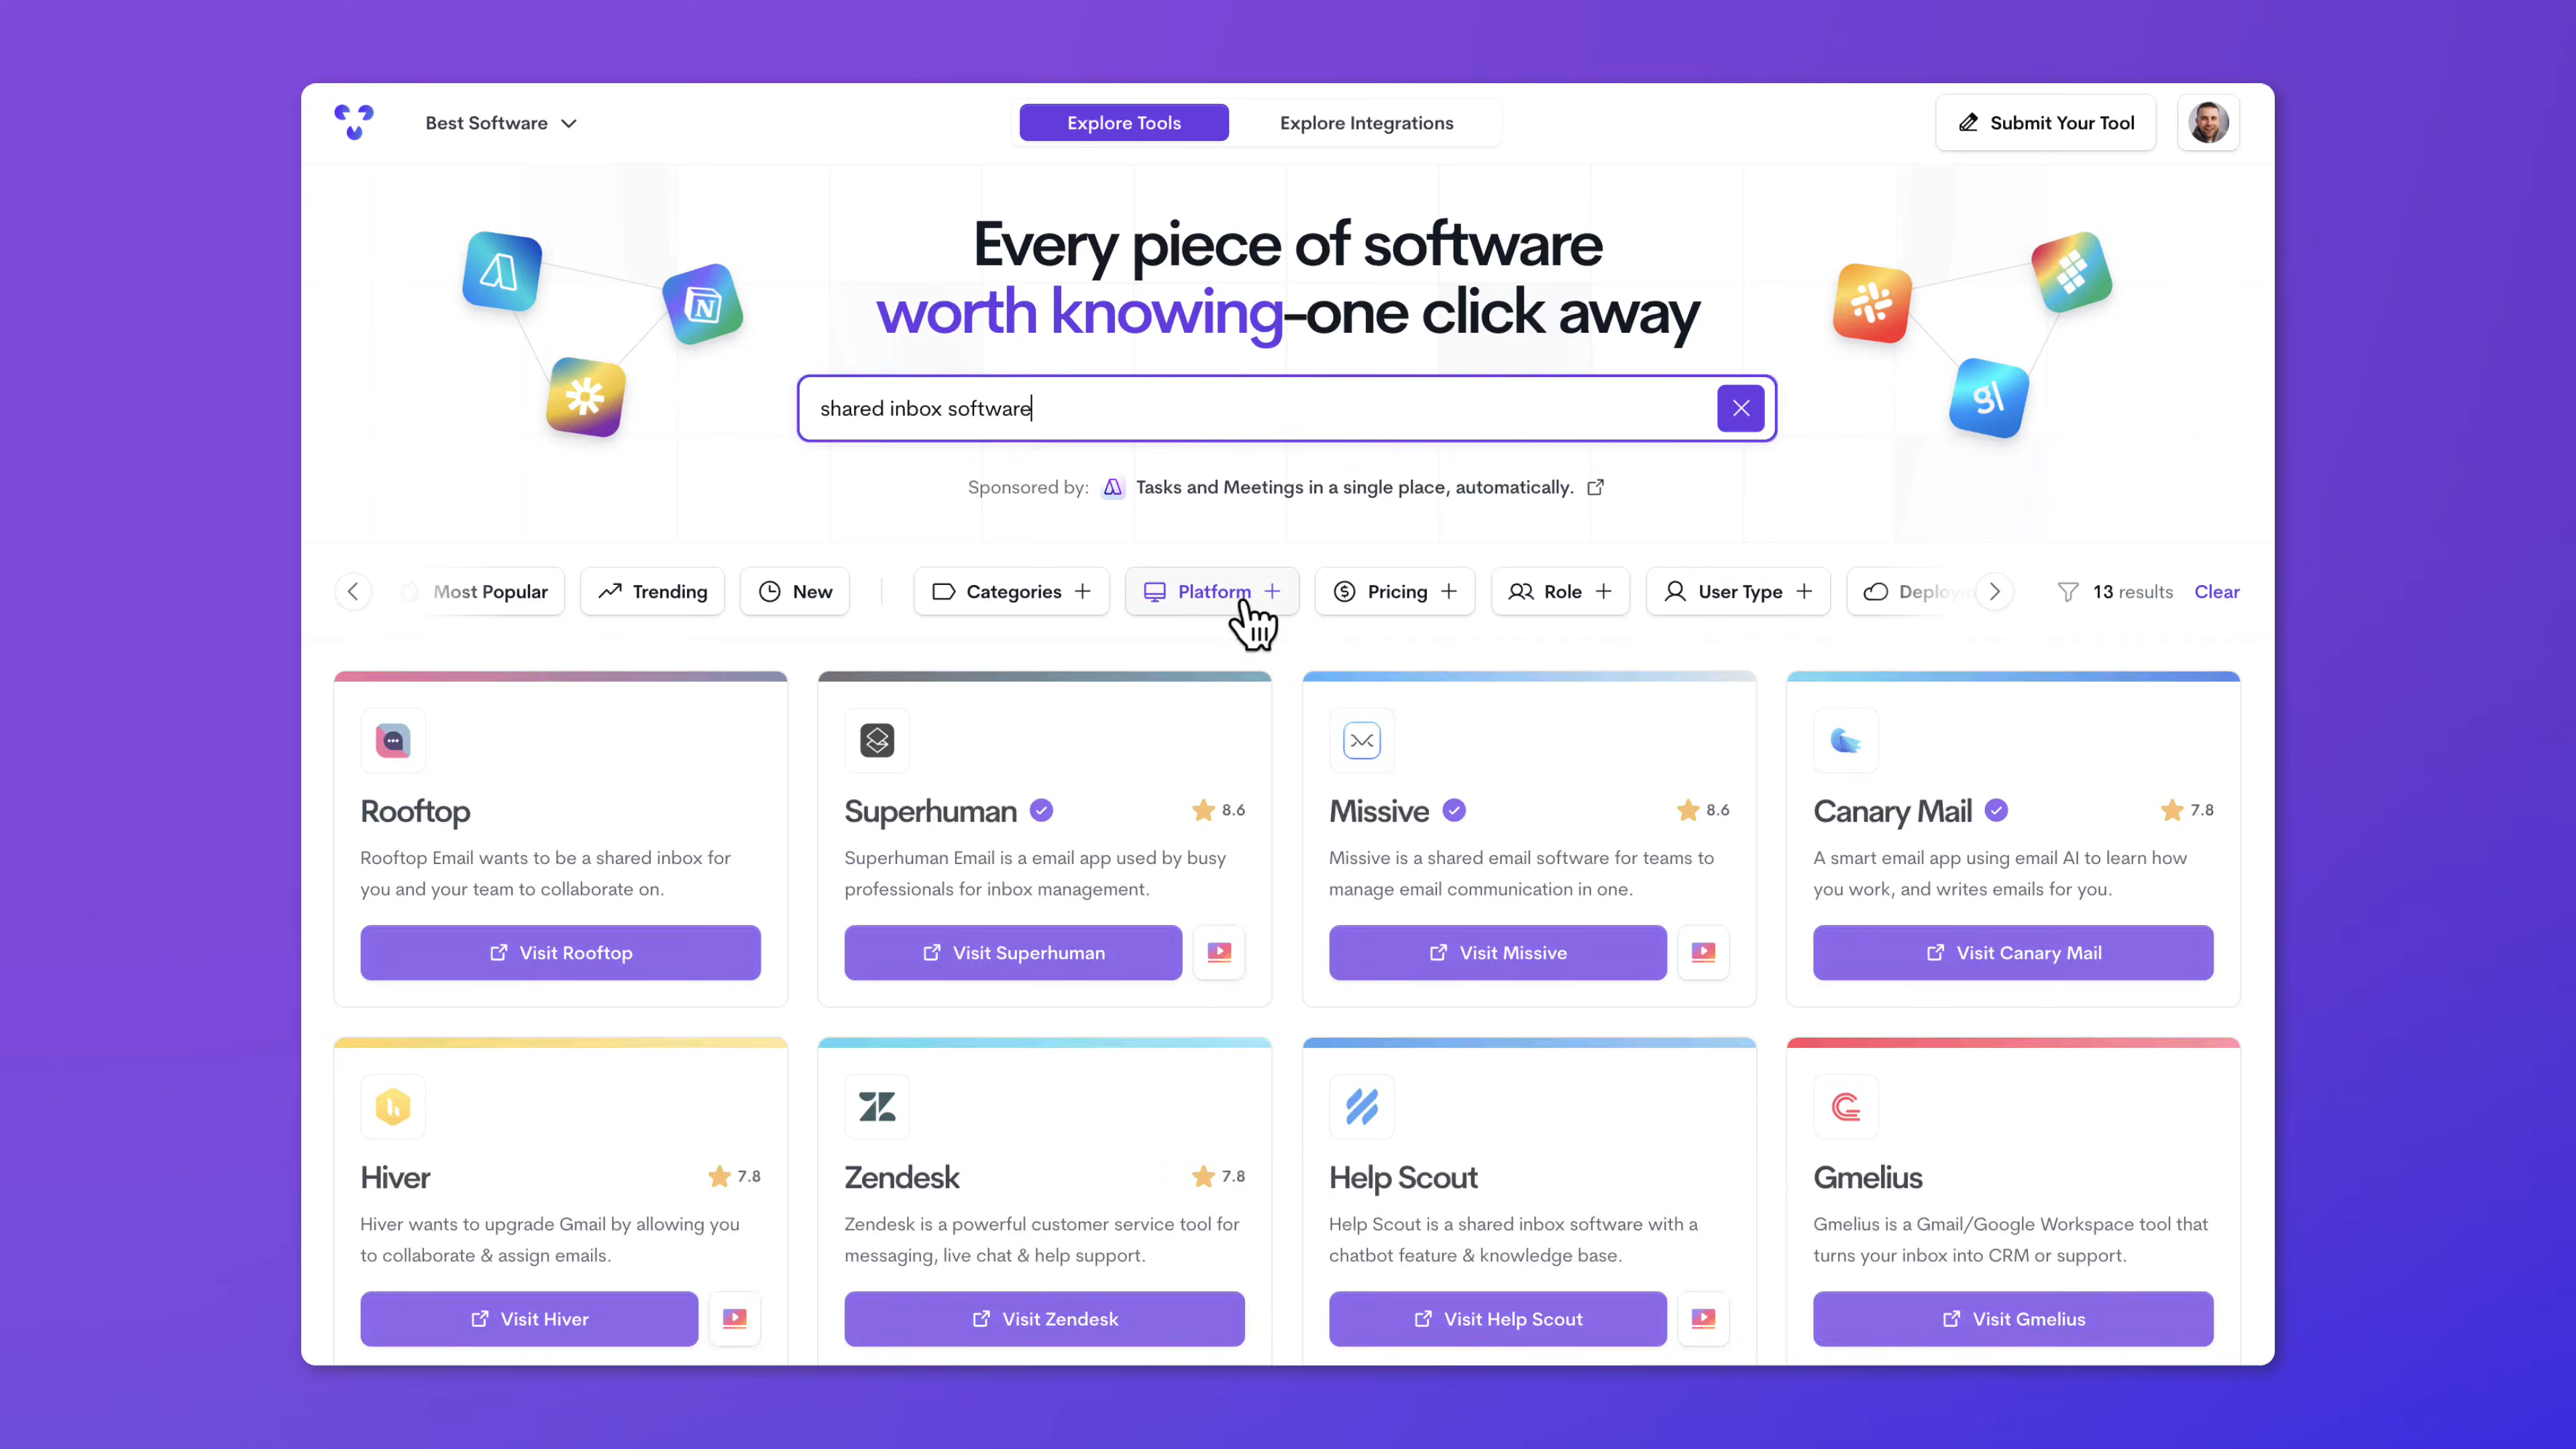 Best Software
Explore Tools
Explore Integrations
Submit Your Tool
Every piece of software
worth knowing-one click away
N
gl
shared inbox software
Sponsored by: Tasks and Meetings in a single place, automatically.
Most Popular
Trending
New
Categories
Platform
Pricing
Role
User Type
13 results
Clear
Rooftop
Rooftop Email wants to be a shared inbox for
you and your team to collaborate on.
Visit Rooftop
Superhuman
8.6
Superhuman Email is a email app used by busy
professionals for inbox management.
Visit Superhuman
Missive
8.6
Missive is a shared email software for teams to
manage email communication in one.
Visit Missive
Canary Mail
7.8
A smart email app using email AI to learn how
you work, and writes emails for you.
Visit Canary Mail
Hiver
7.8
Hiver wants to upgrade Gmail by allowing you
to collaborate & assign emails.
Visit Hiver
Zendesk
7.8
Zendesk is a powerful customer service tool for
messaging, live chat & help support.
Visit Zendesk
Help Scout
Help Scout is a shared inbox software with a
chatbot feature & knowledge base.
Visit Help Scout
Gmelius
Gmelius is a Gmail/Google Workspace tool that
turns your inbox into CRM or support.
Visit Gmelius